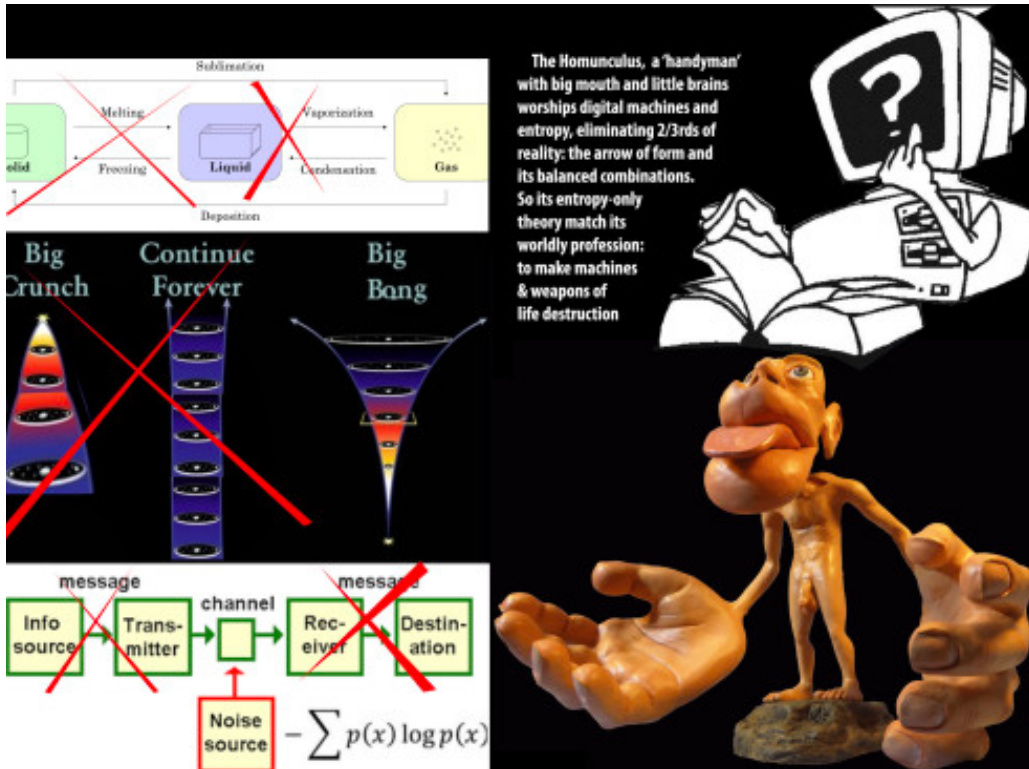 Sublimation
Melting
Vaporization
olid
Liquid
Gas
Freezing
Condensation
Deposition
Big
Crunch
Continue
Forever
Big
Bang
message
message
channel
Info
source
Trans-
mitter
Rec-
eiver
Destin-
ation
Noise
source
− ∑ p(x) log p(x)
The Homunculus, a 'handyman'
with big mouth and little brains
worships digital machines and
entropy, eliminating 2/3rds of
reality: the arrow of form and
its balanced combinations.
So its entropy-only
theory match its
worldly profession:
to make machines
& weapons of
life destruction
?